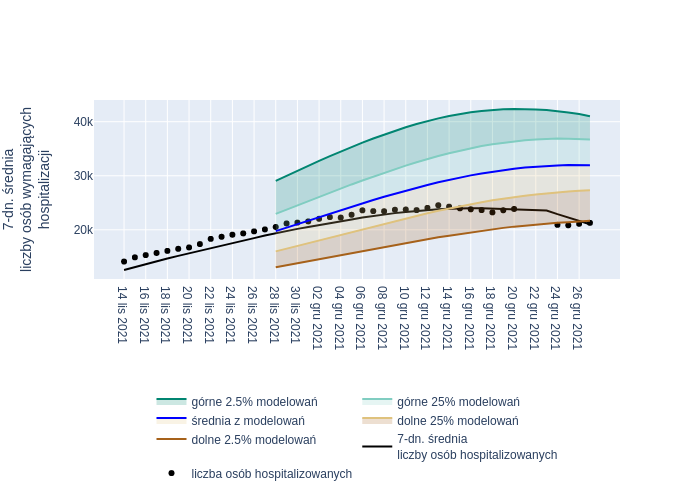 7-dn. średnia
liczby osób wymagających
hospitalizacji
40k
30k
20k
14 lis 2021
16 lis 2021
18 lis 2021
20 lis 2021
22 lis 2021
24 lis 2021
26 lis 2021
28 lis 2021
30 lis 2021
02 gru 2021
04 gru 2021
06 gru 2021
08 gru 2021
10 gru 2021
12 gru 2021
14 gru 2021
16 gru 2021
18 gru 2021
20 gru 2021
22 gru 2021
24 gru 2021
26 gru 2021
górne 2.5% modelowań
górne 25% modelowań
średnia z modelowań
dolne 25% modelowań
dolne 2.5% modelowań
7-dn. średnia
liczby osób hospitalizowanych
liczba osób hospitalizowanych